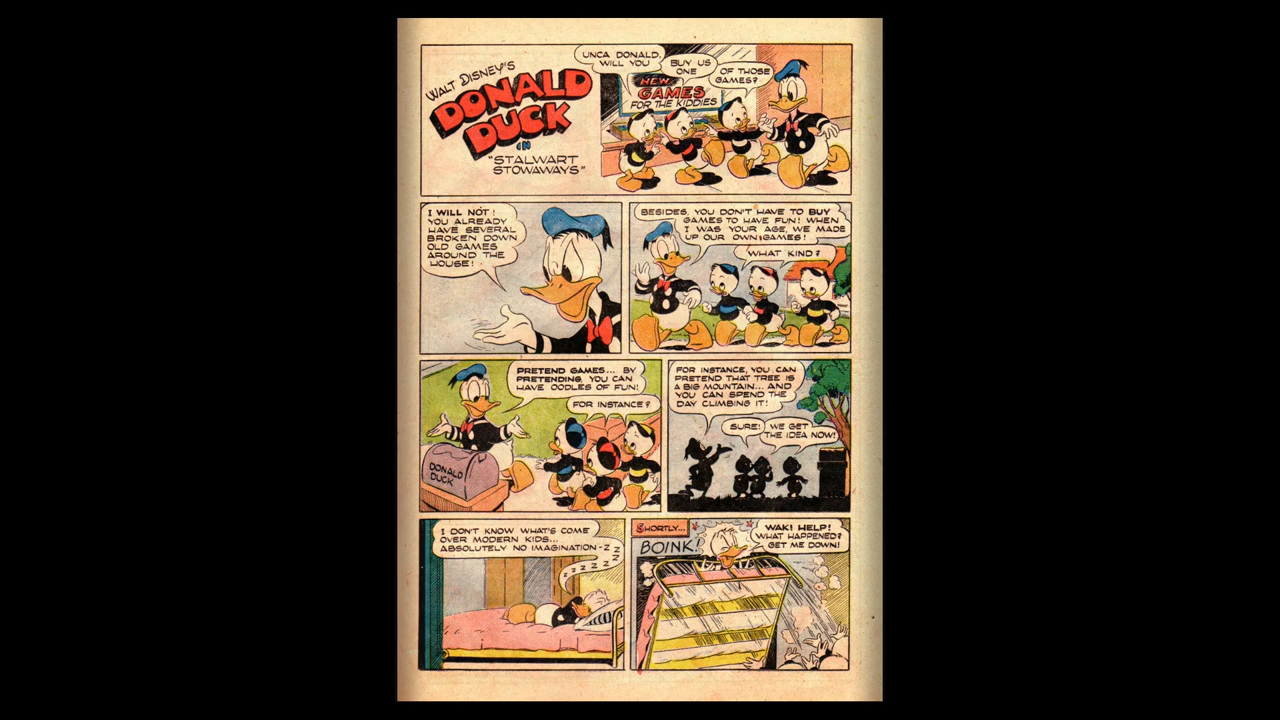 WALT DISNEY'S
DONALD
DUCK
IN
"STALWART
STOWAWAYS"
UNCA DONALD,
WILL YOU
BUY US
ONE
OF THOSE
GAMES?
NEW
GAMES
FOR THE KIDDIES
I WILL NOT!
YOU ALREADY
HAVE SEVERAL
BROKEN DOWN
OLD GAMES
AROUND THE
HOUSE!
BESIDES, YOU DON'T HAVE TO BUY
GAMES TO HAVE FUN! WHEN
I WAS YOUR AGE, WE MADE
UP OUR OWN GAMES!
WHAT KIND?
PRETEND GAMES... BY
PRETENDING, YOU CAN
HAVE OODLES OF FUN!
FOR INSTANCE?
DONALD
DUCK
FOR INSTANCE, YOU CAN
PRETEND THAT TREE IS
A BIG MOUNTAIN... AND
YOU CAN SPEND THE
DAY CLIMBING IT!
SURE!
WE GET
THE IDEA NOW!
I DON'T KNOW WHAT'S COME
OVER MODERN KIDS...
ABSOLUTELY NO IMAGINATION-Z Z
Z
Z Z Z Z Z Z
SHORTLY...
BOINK!
WAK! HELP!
WHAT HAPPENED?
GET ME DOWN!